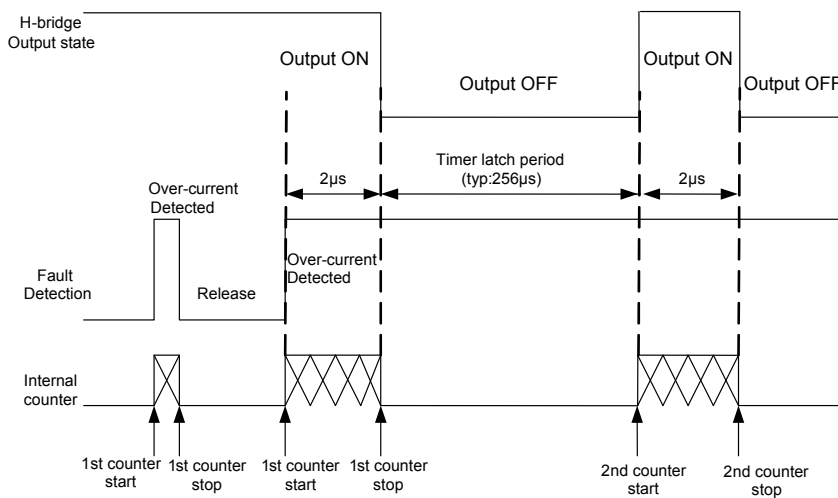 H-bridge
Output state
Output ON
Output OFF
Output ON
Output OFF
2µs
Timer latch period
(typ:256µs)
2µs
Over-current
Detected
Fault
Detection
Release
Over-current
Detected
Internal
counter
1st counter
start
1st counter
stop
1st counter
start
1st counter
stop
2nd counter
start
2nd counter
stop